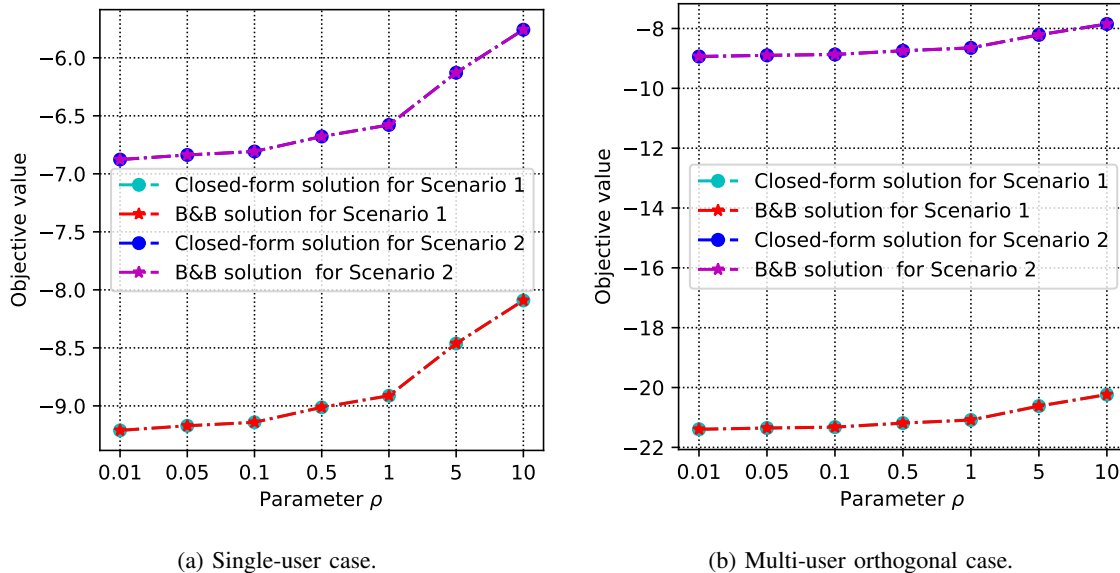 Objective value
−6.0
−6.5
−7.0
−7.5
−8.0
−8.5
−9.0
Closed-form solution for Scenario 1
B&B solution for Scenario 1
Closed-form solution for Scenario 2
B&B solution  for Scenario 2
0.01 0.05 0.1 0.5 1 5 10
Parameter ρ
(a) Single-user case.
Objective value
−8
−10
−12
−14
−16
−18
−20
−22
Closed-form solution for Scenario 1
B&B solution for Scenario 1
Closed-form solution for Scenario 2
B&B solution  for Scenario 2
0.01 0.05 0.1 0.5 1 5 10
Parameter ρ
(b) Multi-user orthogonal case.